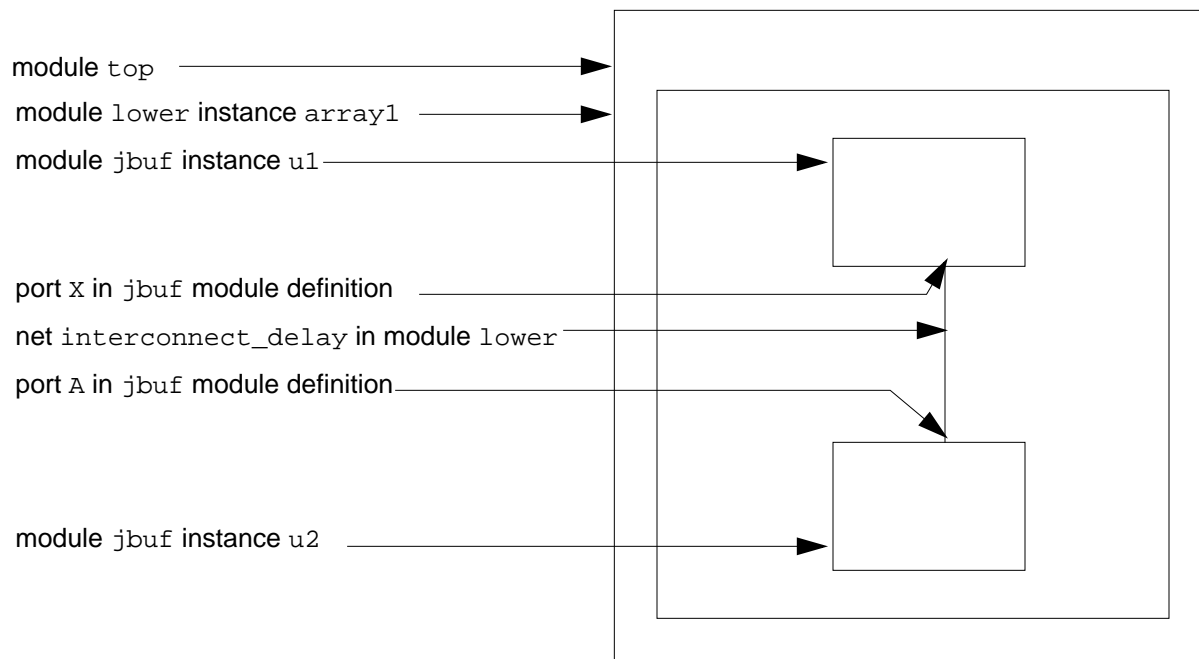 module top
module lower instance array1
module jbuf instance u1
port X in jbuf module definition
net interconnect_delay in module lower
port A in jbuf module definition
module jbuf instance u2